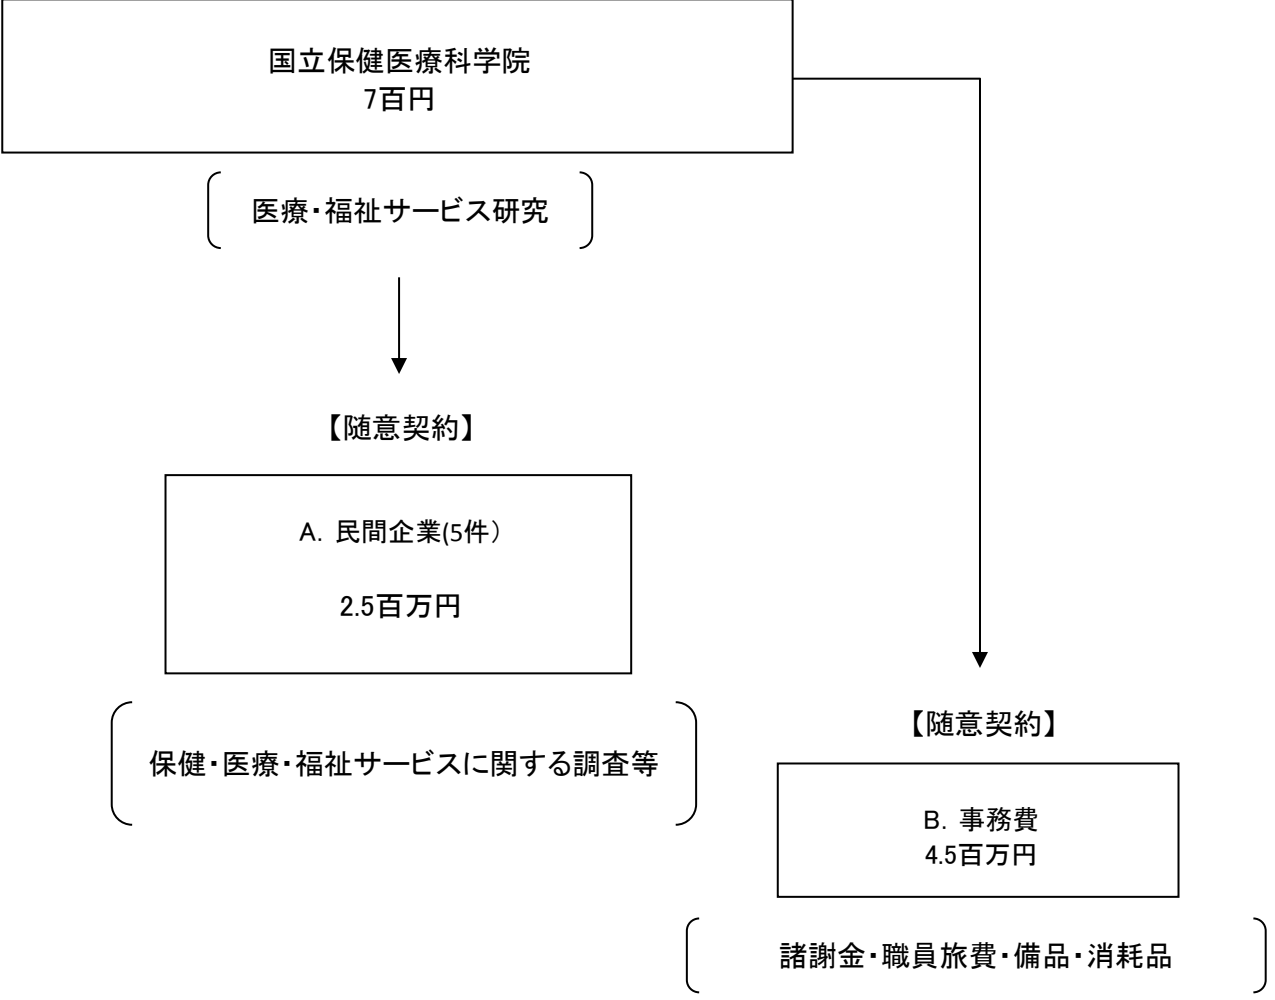 国立保健医療科学院
7百円
医療・福祉サービス研究
【随意契約】
A. 民間企業(5件）
2.5百万円
保健・医療・福祉サービスに関する調査等
【随意契約】
B. 事務費
4.5百万円
諸謝金・職員旅費・備品・消耗品